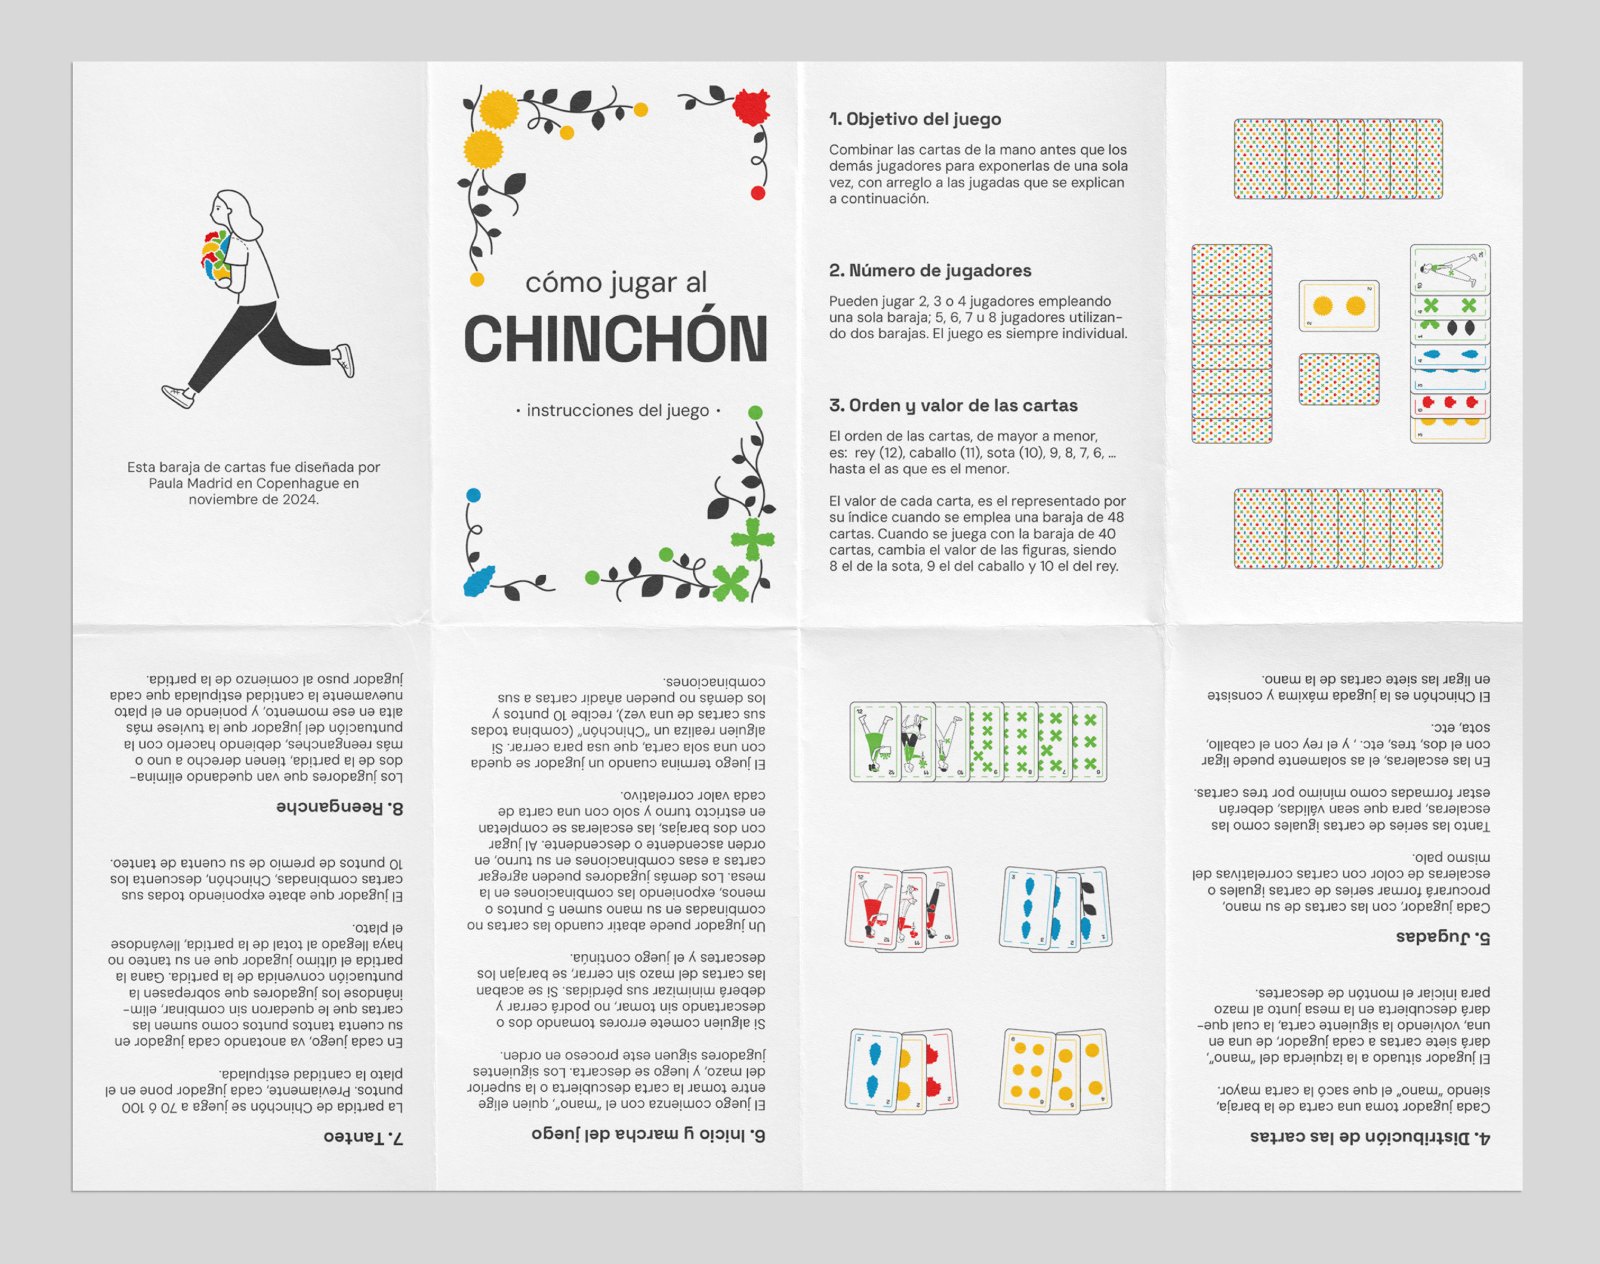 Esta baraja de cartas fue diseñada por
Paula Madrid en Copenhague en
noviembre de 2024.
cómo jugar al
CHINCHÓN
· instrucciones del juego ·
1. Objetivo del juego
Combinar las cartas de la mano antes que los
demás jugadores para exponerlas de una sola
vez, con arreglo a las jugadas que se explican
a continuación.
2. Número de jugadores
Pueden jugar 2, 3 o 4 jugadores empleando
una sola baraja; 5, 6, 7 u 8 jugadores utilizan-
do dos barajas. El juego es siempre individual.
3. Orden y valor de las cartas
El orden de las cartas, de mayor a menor,
es: rey (12), caballo (11), sota (10), 9, 8, 7, 6, ...
hasta el as que es el menor.
El valor de cada carta, es el representado por
su índice cuando se emplea una baraja de 48
cartas. Cuando se juega con la baraja de 40
cartas, cambia el valor de las figuras, siendo
8 el de la sota, 9 el del caballo y 10 el del rey.
4. Distribución de las cartas
Cada jugador toma una carta de la baraja,
siendo "mano" el que sacó la carta mayor.
El jugador situado a la izquierda del "mano",
dará siete cartas a cada jugador, de una en
una, volviendo la siguiente carta, la cual que-
dará descubierta en la mesa junto al mazo
para iniciar el montón de descartes.
5. Jugadas
Cada jugador, con las cartas de su mano,
procurará formar series de cartas iguales o
escaleras de color con cartas correlativas del
mismo palo.
Tanto las series de cartas iguales como las
escaleras, para que sean válidas, deberán
estar formadas como mínimo por tres cartas.
En las escaleras, el as solamente puede ligar
con el dos, tres, etc. , y el rey con el caballo,
sota, etc.
El Chinchón es la jugada máxima y consiste
en ligar las siete cartas de la mano.
6. Inicio y marcha del juego
El juego comienza con el "mano", quien elige
entre tomar la carta descubierta o la superior
del mazo, y luego se descarta. Los siguientes
jugadores siguen este proceso en orden.
Si alguien comete errores tomando dos o
descartando sin tomar, no podrá cerrar y
deberá minimizar sus pérdidas. Si se acaban
las cartas del mazo sin cerrar, se barajan los
descartes y el juego continúa.
Un jugador puede abatir cuando las cartas no
combinadas en su mano sumen 5 puntos o
menos, exponiendo las combinaciones en la
mesa. Los demás jugadores pueden agregar
cartas a esas combinaciones en su turno, en
orden ascendente o descendente. Al jugar
con dos barajas, las escaleras se completan
en estricto turno y solo con una carta de
cada valor correlativo.
El juego termina cuando un jugador se queda
con una sola carta, que usa para cerrar. Si
alguien realiza un "Chinchón" (combina todas
sus cartas de una vez), recibe 10 puntos y
los demás no pueden añadir cartas a sus
combinaciones.
7. Tanteo
La partida de Chinchón se juega a 70 ó 100
puntos. Previamente, cada jugador pone en el
plato la cantidad estipulada.
En cada juego, va anotando cada jugador en
su cuenta tantos puntos como sumen las
cartas que le quedaron sin combinar, elim-
inándose los jugadores que sobrepasen la
puntuación convenida de la partida. Gana la
partida el último jugador que en su tanteo no
haya llegado al total de la partida, llevándose
el plato.
El jugador que abate exponiendo todas sus
cartas combinadas, Chinchón, descuenta los
10 puntos de premio de su cuenta de tanteo.
8. Reenganche
Los jugadores que van quedando elimina-
dos de la partida, tienen derecho a uno o
más reenganches, debiendo hacerlo con la
puntuación del jugador que la tuviese más
alta en ese momento, y poniendo en el plato
nuevamente la cantidad estipulada que cada
jugador puso al comienzo de la partida.